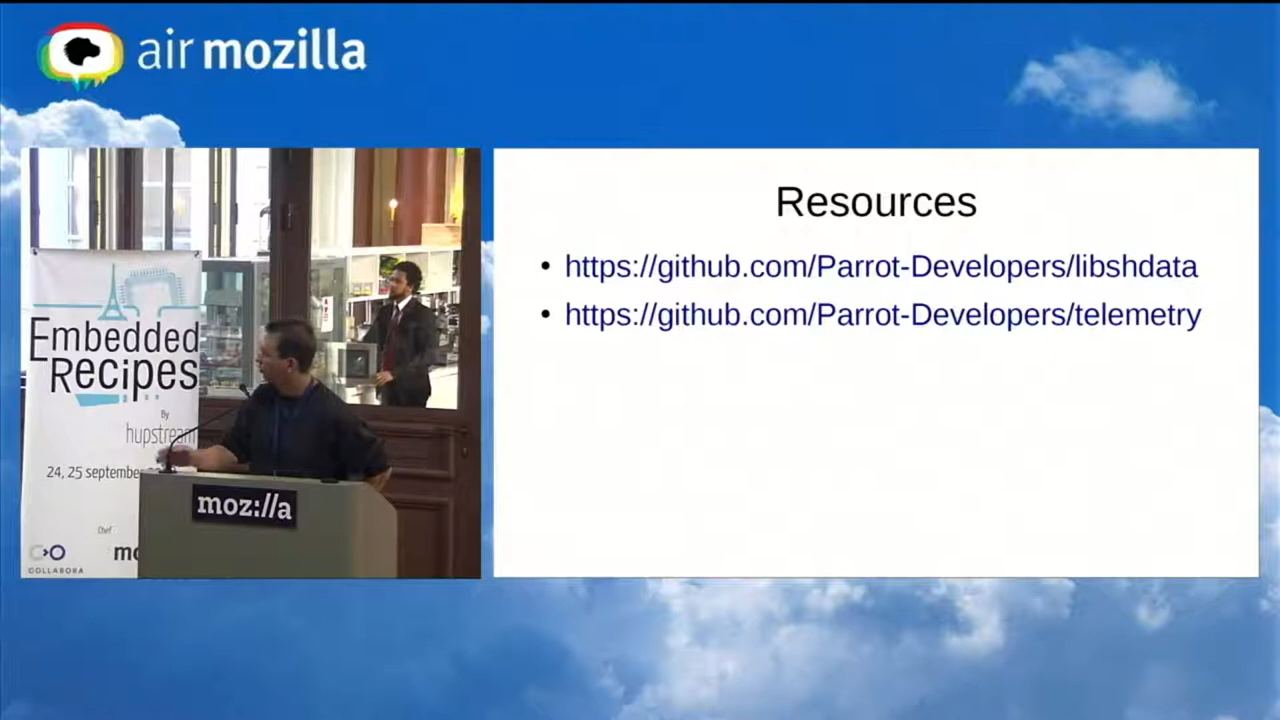 air mozilla
Resources
• https://github.com/Parrot-Developers/libshdata
• https://github.com/Parrot-Developers/telemetry
Embedded
Recipes
By
hupstream
24, 25 september
Chef
COLLABORA
moz://a